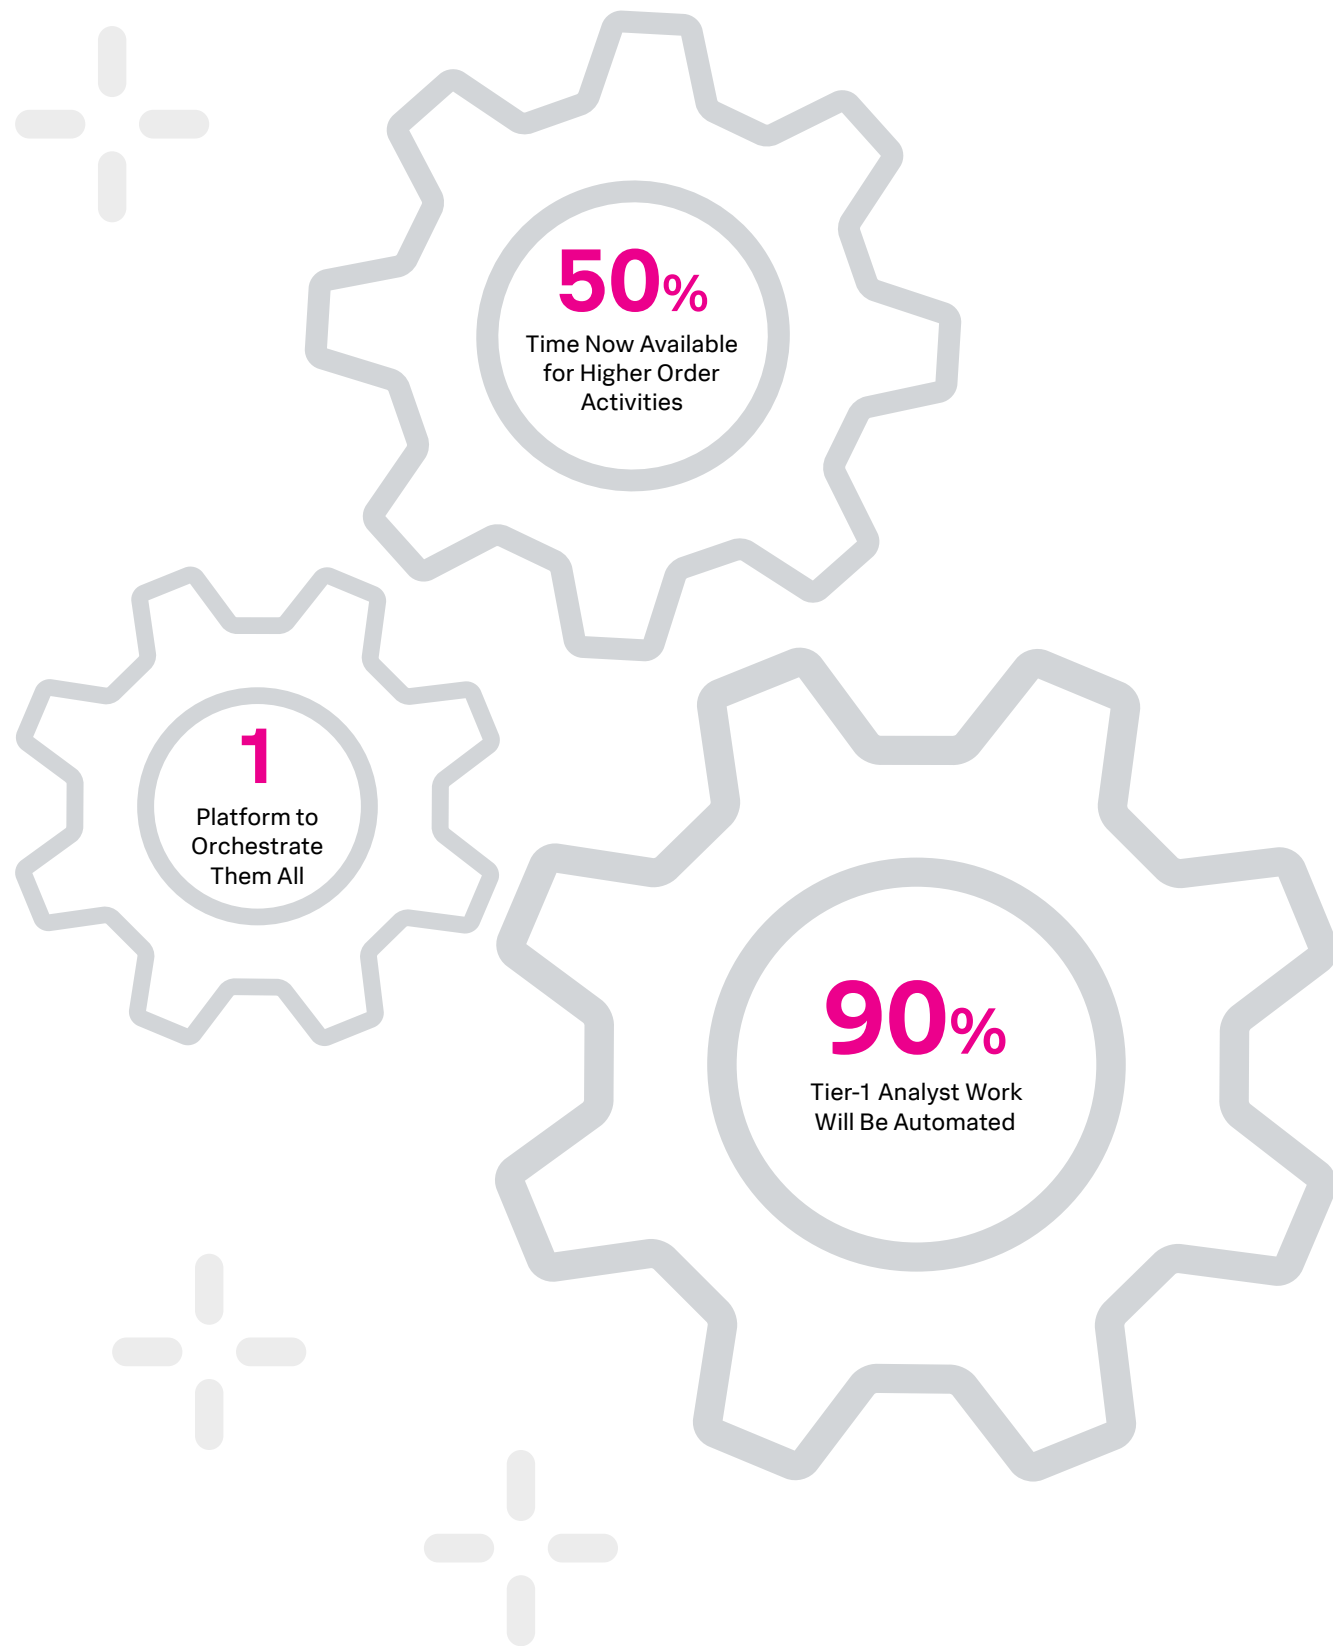 50%
Time Now Available
for Higher Order
Activities
1
Platform to
Orchestrate
Them All
90%
Tier-1 Analyst Work
Will Be Automated